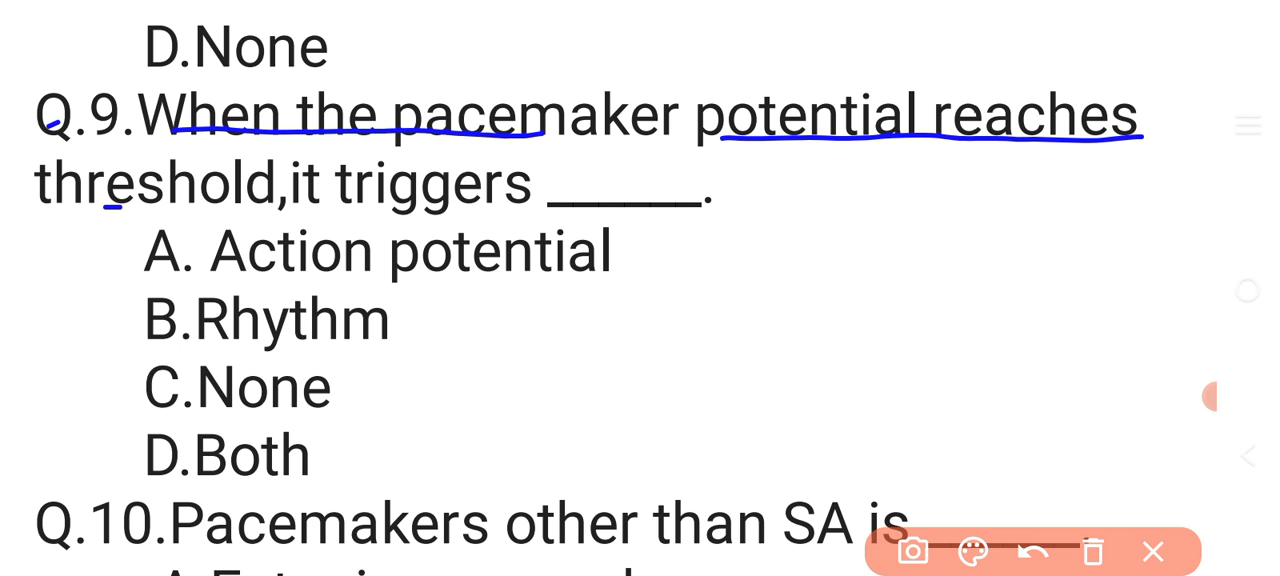 D.None
Q.9.When the pacemaker potential reaches
threshold,it triggers ______.
A. Action potential
B.Rhythm
C.None
D.Both
Q.10.Pacemakers other than SA is______.